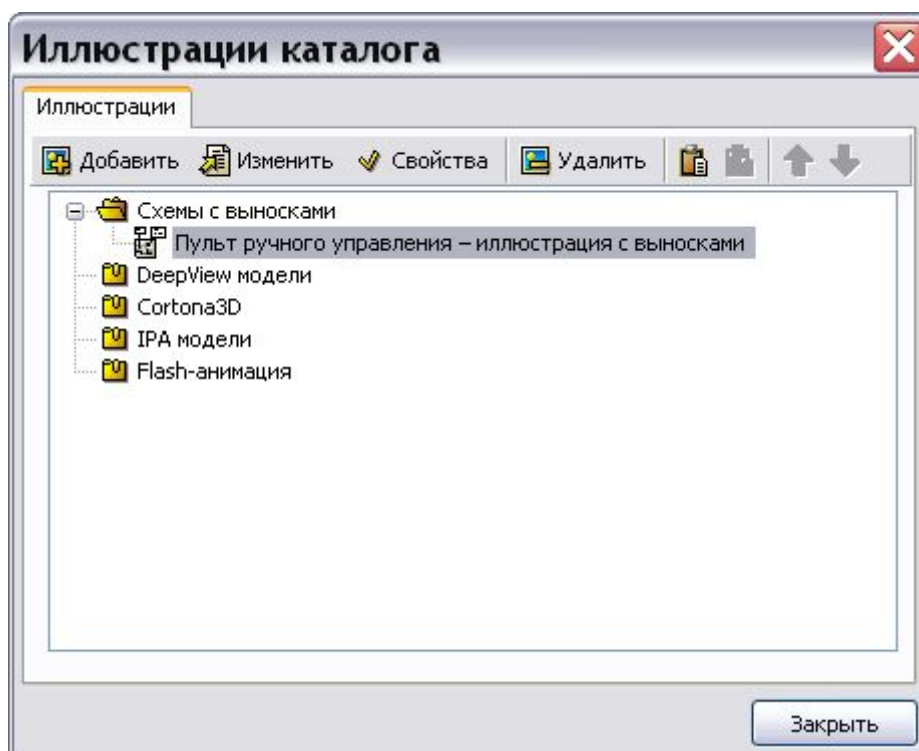 Иллюстрации каталога
Иллюстрации
Добавить Изменить Свойства Удалить
Схемы с выносками
Пульт ручного управления – иллюстрация с выносками
DeepView модели
Cortona3D
IPA модели
Flash-анимация
Закрыть